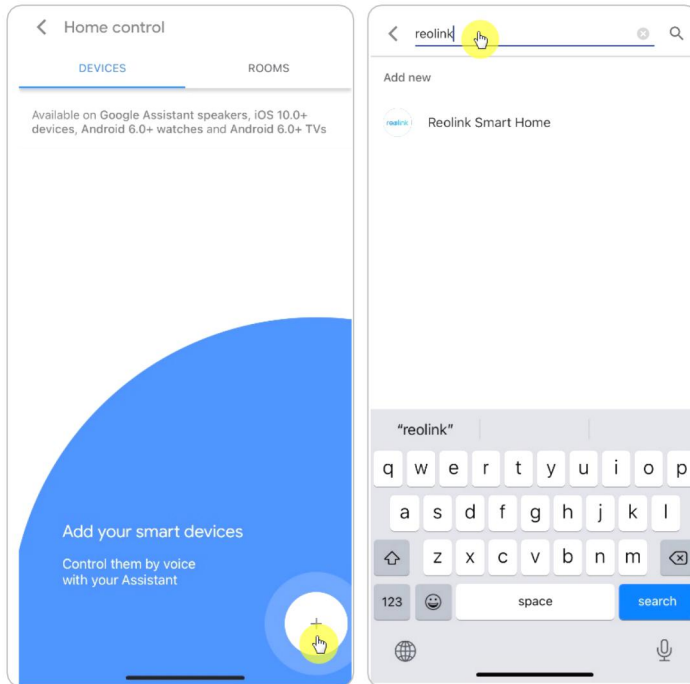 Home control
DEVICES
ROOMS
Available on Google Assistant speakers, iOS 10.0+
devices, Android 6.0+ watches and Android 6.0+ TVs
Add your smart devices
Control them by voice
with your Assistant
+
reolink
Add new
reolink
Reolink Smart Home
“reolink”
q w e r t y u i o p
a s d f g h j k l
z x c v b n m
123
space
search